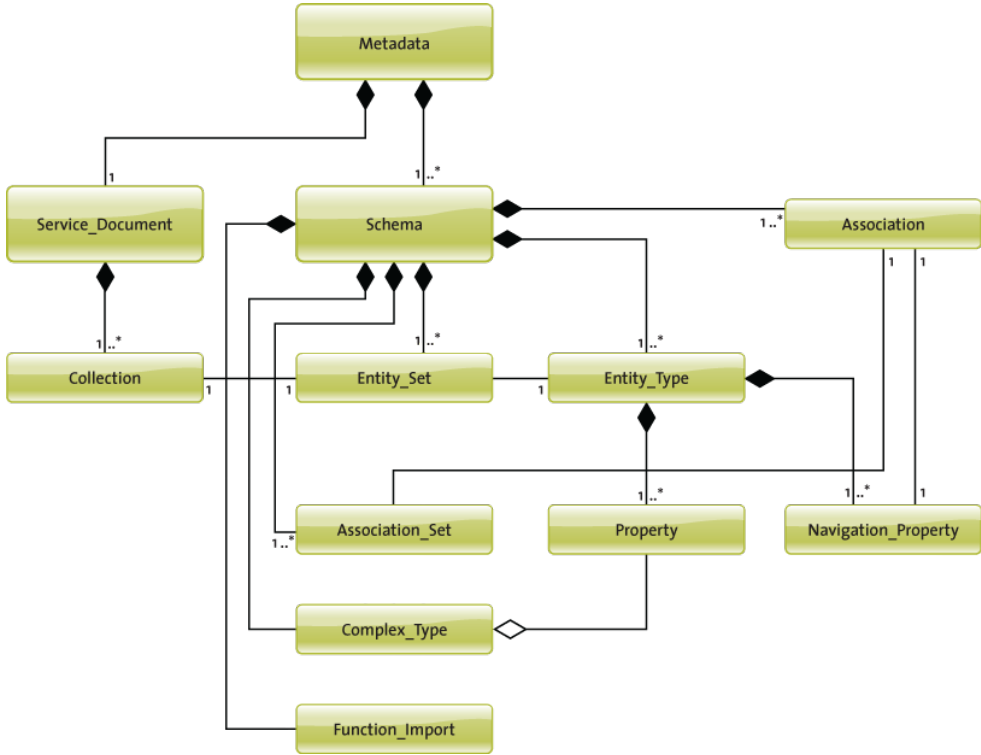 Metadada
1
1..*
Service_Document
Schema
1..*
Association
1
1
1..*
1..*
1..*
Collection
1
1
Entity_Set
1
Entity_Type
1..*
1..*
1
1..*
Association_Set
Property
Navigation_Property
Complex_Type
Function_Import